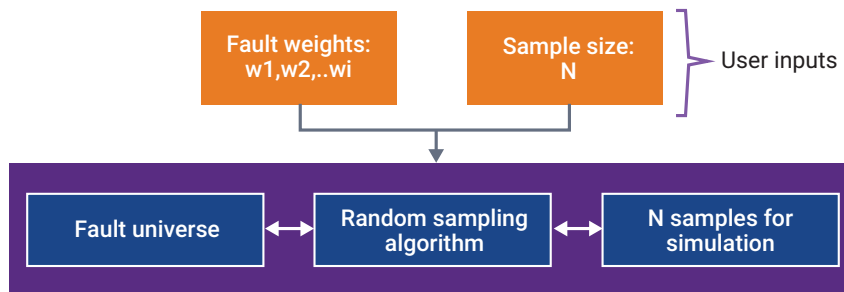 Fault weights:
w1,w2,..wi
Sample size:
N
User inputs
Fault universe
Random sampling
algorithm
N samples for
simulation